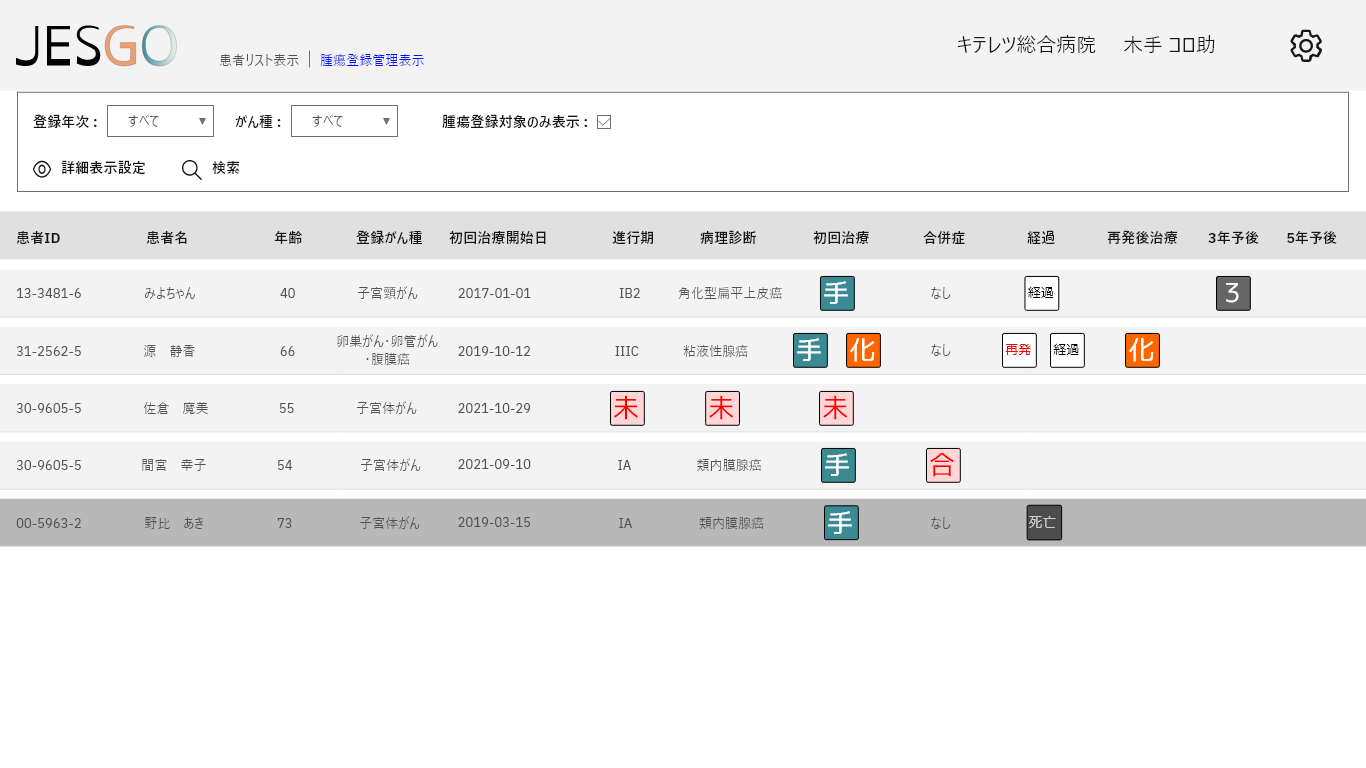 JESGO 患者リスト表示 | 腫瘍登録管理表示 キテレツ総合病院 木手 コロ助
登録年次： すべて ▼ がん種： すべて ▼ 腫瘍登録対象のみ表示：
詳細表示設定 検索
患者ID 患者名 年齢 登録がん種 初回治療開始日 進行期 病理診断 初回治療 合併症 経過 再発後治療 3年予後 5年予後
13-3481-6 みよちゃん 40 子宮頸がん 2017-01-01 IB2 角化型扁平上皮癌 手 なし 経過 3
31-2562-5 源　静香 66 卵巣がん・卵管がん 2019-10-12 IIIC 粘液性腺癌 手 化 なし 再発 経過 化
・腹膜癌
30-9605-5 佐倉　魔美 55 子宮体がん 2021-10-29 未 未 未
30-9605-5 間宮　幸子 54 子宮体がん 2021-09-10 IA 類内膜腺癌 手 合
00-5963-2 野比　あき 73 子宮体がん 2019-03-15 IA 類内膜腺癌 手 なし 死亡